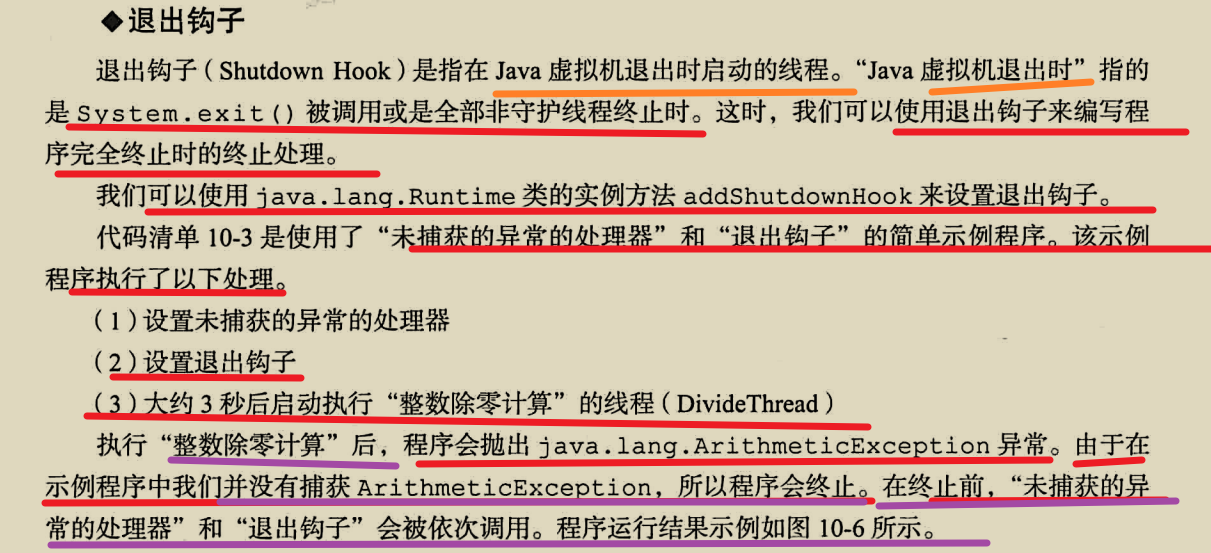 ◆退出钩子
退出钩子（Shutdown Hook）是指在 Java 虚拟机退出时启动的线程。“Java 虚拟机退出时”指的
是 System.exit() 被调用或是全部非守护线程终止时。这时，我们可以使用退出钩子来编写程
序完全终止时的终止处理。
我们可以使用 java.lang.Runtime 类的实例方法 addShutdownHook 来设置退出钩子。
代码清单 10-3 是使用了“未捕获的异常的处理器”和“退出钩子”的简单示例程序。该示例
程序执行了以下处理。
（1）设置未捕获的异常的处理器
（2）设置退出钩子
（3）大约 3 秒后启动执行“整数除零计算”的线程（DivideThread）
执行“整数除零计算”后，程序会抛出 java.lang.ArithmeticException 异常。由于在
示例程序中我们并没有捕获 ArithmeticException，所以程序会终止。在终止前，“未捕获的异
常的处理器”和“退出钩子”会被依次调用。程序运行结果示例如图 10-6 所示。